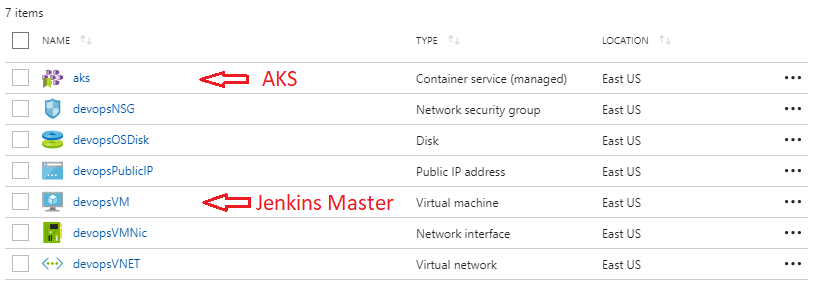 7 items
NAME TYPE LOCATION
aks AKS Container service (managed) East US
devopsNSG Network security group East US
devopsOSDisk Disk East US
devopsPublicIP Public IP address East US
devopsVM Jenkins Master Virtual machine East US
devopsVMNic Network interface East US
devopsVNET Virtual network East US